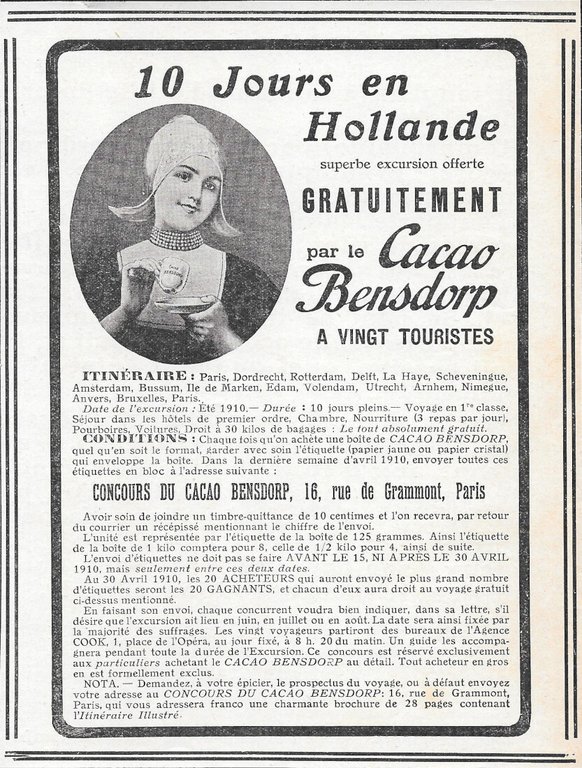 10 Jours en
Hollande
superbe excursion offerte
GRATUITEMENT
par le Cacao
Bensdorp
A VINGT TOURISTES
ITINÉRAIRE : Paris, Dordrecht, Rotterdam, Delft, La Haye, Scheveningue,
Amsterdam, Bussum, Ile de Marken, Edam, Volendam, Utrecht, Arnhem, Nimegue,
Anvers, Bruxelles, Paris.
Date de l'excursion : Été 1910.— Durée : 10 jours pleins.— Voyage en 1re classe,
Séjour dans les hôtels de premier ordre, Chambre, Nourriture (3 repas par jour),
Pourboires, Voitures, Droit à 30 kilos de bagages : Le tout absolument gratuit.
CONDITIONS : Chaque fois qu'on achète une boîte de CACAO BENSDORP,
quel qu'en soit le format, garder avec soin l'étiquette (papier jaune ou papier cristal)
qui enveloppe la boîte. Dans la dernière semaine d'avril 1910, envoyer toutes ces
étiquettes en bloc à l'adresse suivante :
CONCOURS DU CACAO BENSDORP, 16, rue de Grammont, Paris
Avoir soin de joindre un timbre-quittance de 10 centimes et l'on recevra, par retour
du courrier un récépissé mentionnant le chiffre de l'envoi.
L'unité est représentée par l'étiquette de la boîte de 125 grammes. Ainsi l'étiquette
de la boîte de 1 kilo comptera pour 8, celle de 1/2 kilo pour 4, ainsi de suite.
L'envoi d'étiquettes ne doit pas se faire AVANT LE 15, NI APRES LE 30 AVRIL
1910, mais seulement entre ces deux dates.
Au 30 Avril 1910, les 20 ACHETEURS qui auront envoyé le plus grand nombre
d'étiquettes seront les 20 GAGNANTS, et chacun d'eux aura droit au voyage gratuit
ci-dessus mentionné.
En faisant son envoi, chaque concurrent voudra bien indiquer, dans sa lettre, s'il
désire que l'excursion ait lieu en juin, en juillet ou en août. La date sera ainsi fixée par
la majorité des suffrages. Les vingt voyageurs partiront des bureaux de l'Agence
COOK, 1, place de l'Opéra, au jour fixé, à 8 h. 20 du matin. Un guide les accompa-
gnera pendant toute la durée de l'Excursion. Ce concours est réservé exclusivement
aux particuliers achetant le CACAO BENSDORP au détail. Tout acheteur en gros
en est formellement exclus.
NOTA. — Demandez, à votre épicier, le prospectus du voyage, ou à défaut envoyez
votre adresse au CONCOURS DU CACAO BENSDORP: 16, rue de Grammont,
Paris, qui vous adressera franco une charmante brochure de 28 pages contenant
l'Itinéraire Illustré.